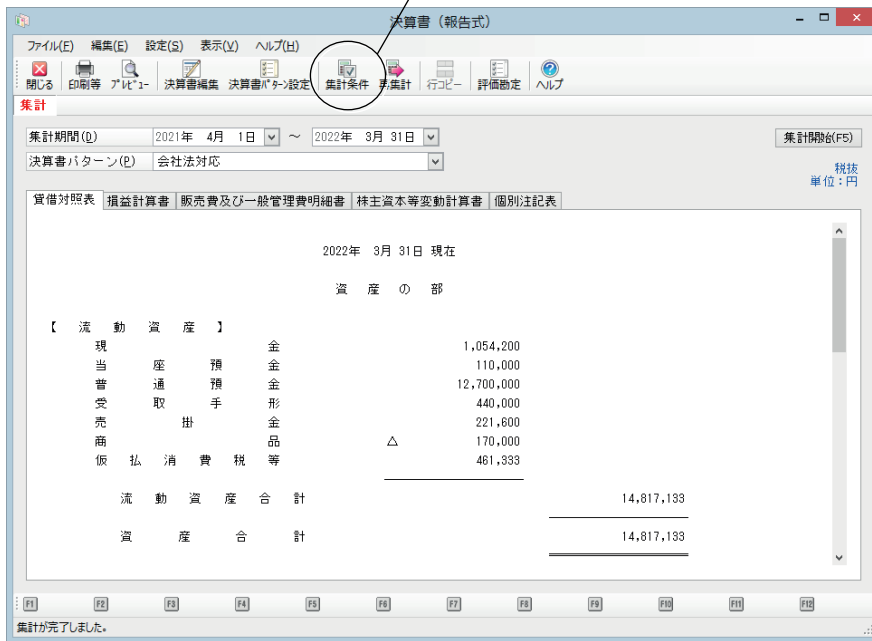 決算書（報告式）
ファイル(F) 編集(E) 設定(S) 表示(V) ヘルプ(H)
閉じる 印刷等 ﾌﾟﾚﾋﾞｭｰ 決算書編集 決算書ﾊﾟﾀｰﾝ設定 集計条件 再集計 行コピー 評価勘定 ヘルプ
集計
集計期間(D) 2021年 4月 1日 ～ 2022年 3月 31日 集計開始(F5)
決算書パターン(P) 会社法対応
税抜
単位：円
貸借対照表 損益計算書 販売費及び一般管理費明細書 株主資本等変動計算書 個別注記表
2022年 3月 31日 現在
資 産 の 部
【 流 動 資 産 】
現 金 1,054,200
当 座 預 金 110,000
普 通 預 金 12,700,000
受 取 手 形 440,000
売 掛 金 221,600
商 品 △ 170,000
仮 払 消 費 税 等 461,333
流 動 資 産 合 計 14,817,133
資 産 合 計 14,817,133
F1 F2 F3 F4 F5 F6 F7 F8 F9 F10 F11 F12
集計が完了しました。